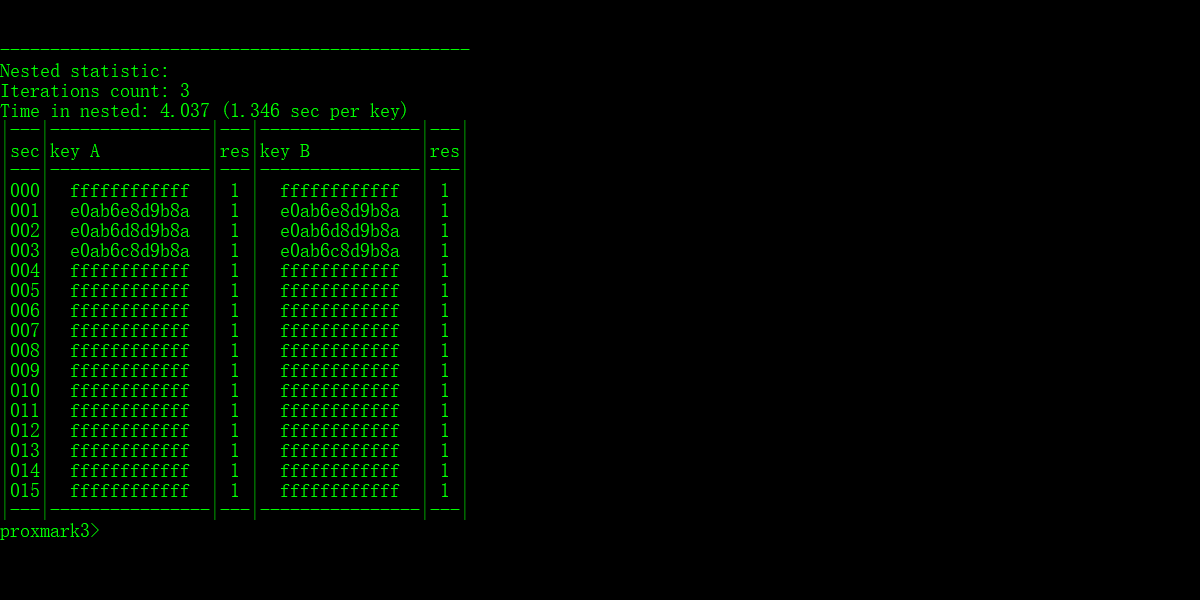 -----------------------------------------------
Nested statistic:
Iterations count: 3
Time in nested: 4.037 (1.346 sec per key)
|---|----------------|---|----------------|---|
|sec|key A           |res|key B           |res|
|---|----------------|---|----------------|---|
|000|  ffffffffffff  | 1 |  ffffffffffff  | 1 |
|001|  e0ab6e8d9b8a  | 1 |  e0ab6e8d9b8a  | 1 |
|002|  e0ab6d8d9b8a  | 1 |  e0ab6d8d9b8a  | 1 |
|003|  e0ab6c8d9b8a  | 1 |  e0ab6c8d9b8a  | 1 |
|004|  ffffffffffff  | 1 |  ffffffffffff  | 1 |
|005|  ffffffffffff  | 1 |  ffffffffffff  | 1 |
|006|  ffffffffffff  | 1 |  ffffffffffff  | 1 |
|007|  ffffffffffff  | 1 |  ffffffffffff  | 1 |
|008|  ffffffffffff  | 1 |  ffffffffffff  | 1 |
|009|  ffffffffffff  | 1 |  ffffffffffff  | 1 |
|010|  ffffffffffff  | 1 |  ffffffffffff  | 1 |
|011|  ffffffffffff  | 1 |  ffffffffffff  | 1 |
|012|  ffffffffffff  | 1 |  ffffffffffff  | 1 |
|013|  ffffffffffff  | 1 |  ffffffffffff  | 1 |
|014|  ffffffffffff  | 1 |  ffffffffffff  | 1 |
|015|  ffffffffffff  | 1 |  ffffffffffff  | 1 |
|---|----------------|---|----------------|---|
proxmark3>